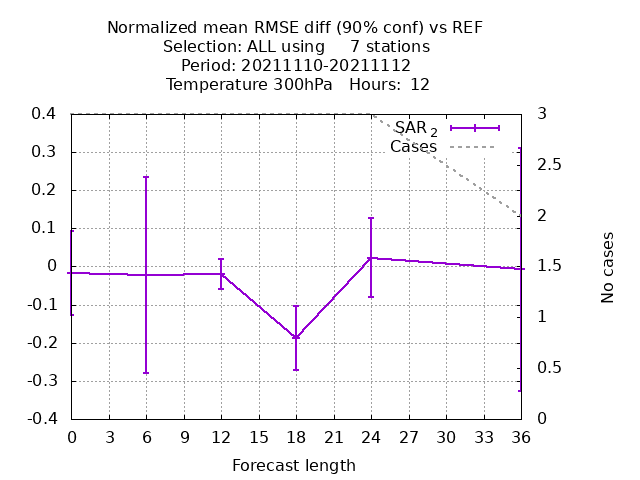 Normalized mean RMSE diff (90% conf) vs REF
Selection: ALL using     7 stations
Period: 20211110-20211112
Temperature 300hPa   Hours:  12
0.4
0.3
0.2
0.1
0
-0.1
-0.2
-0.3
-0.4
SAR 2
Cases
3
2.5
2
1.5
1
0.5
0
No cases
0 3 6 9 12 15 18 21 24 27 30 33 36
Forecast length